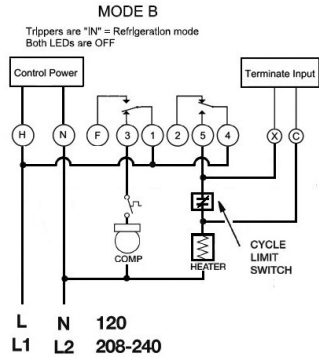 MODE B
Trippers are "IN" = Refrigeration mode
Both LEDs are OFF
Control Power
Terminate Input
H N F 3 1 2 5 4 X C
COMP
HEATER
CYCLE
LIMIT
SWITCH
L N 120
L1 L2 208-240